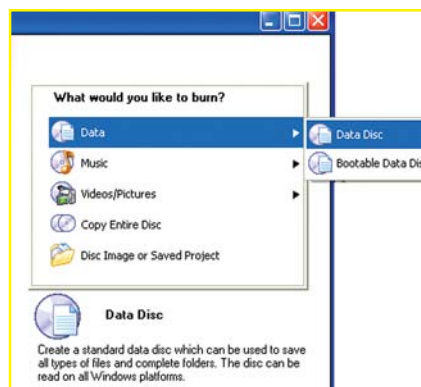 What would you like to burn?
Data
Data Disc
Music
Bootable Data
Videos/Pictures
Copy Entire Disc
Disc Image or Saved Project
Data Disc
Create a standard data disc which can be used to save
all types of files and complete folders. The disc can be
read on all Windows platforms.